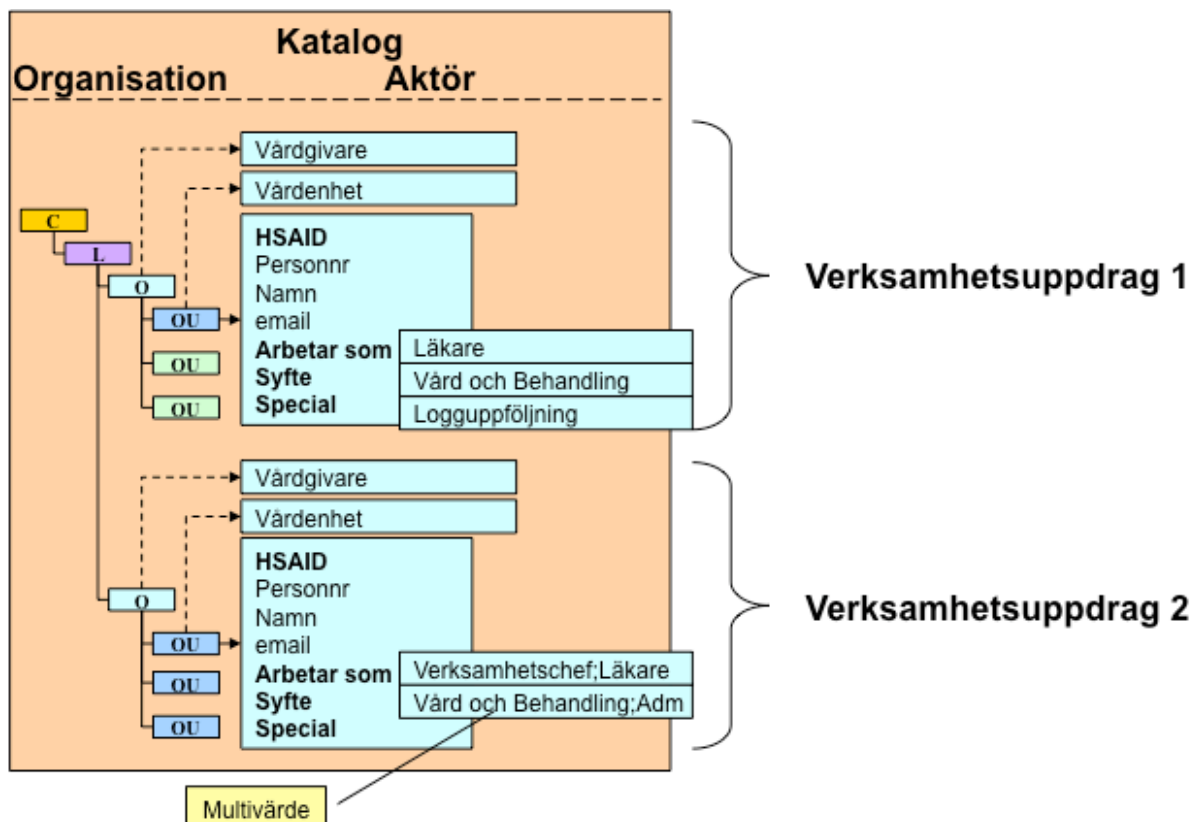 Katalog
Organisation Aktör
Vårdgivare
Vårdenhet
C
L
O
OU
OU
OU
HSAID
Personnr
Namn
email
Arbetar som Läkare
Syfte Vård och Behandling
Special Logguppföljning
Verksamhetsuppdrag 1
Vårdgivare
Vårdenhet
O
OU
OU
OU
HSAID
Personnr
Namn
email
Arbetar som Verksamhetschef;Läkare
Syfte Vård och Behandling;Adm
Special
Verksamhetsuppdrag 2
Multivärde